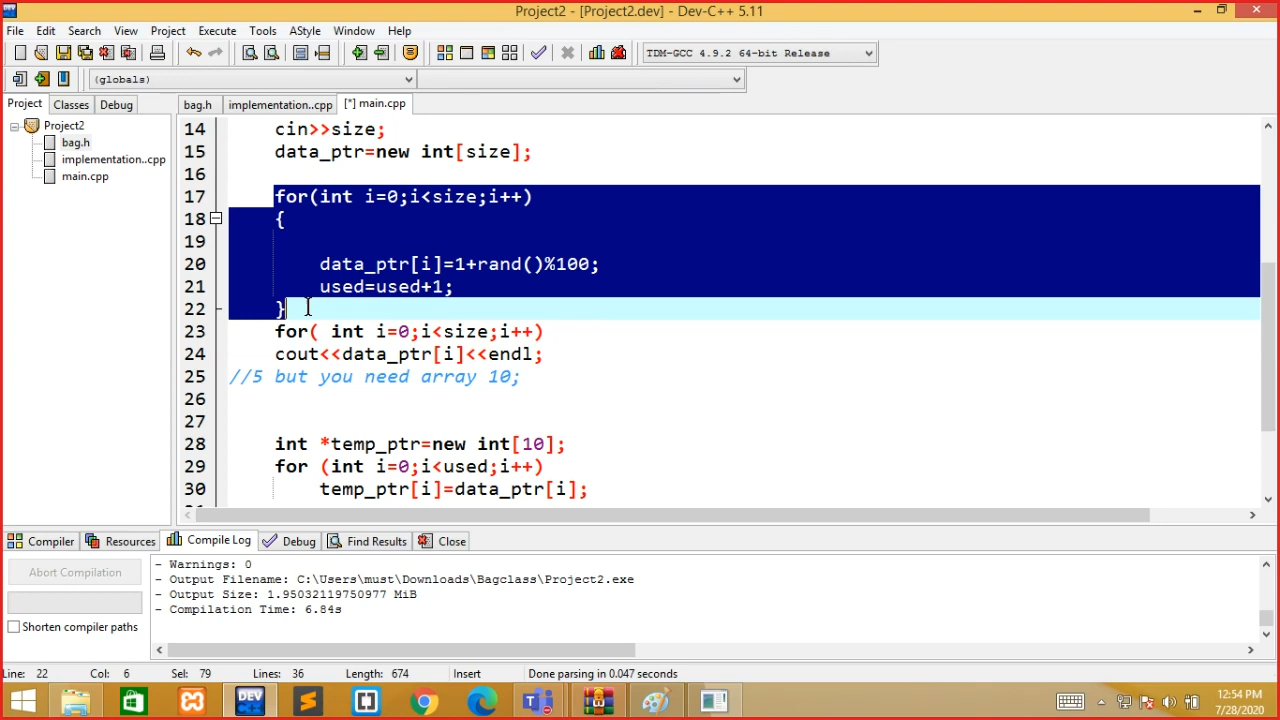 Project2 - [Project2.dev] - Dev-C++ 5.11
File Edit Search View Project Execute Tools AStyle Window Help
TDM-GCC 4.9.2 64-bit Release
(globals)
Project Classes Debug
bag.h implementation..cpp [*] main.cpp
Project2
bag.h
implementation..cpp
main.cpp
14 cin>>size;
15 data_ptr=new int[size];
16
17 for(int i=0;i<size;i++)
18 {
19
20 data_ptr[i]=1+rand()%100;
21 used=used+1;
22 }
23 for( int i=0;i<size;i++)
24 cout<<data_ptr[i]<<endl;
25 //5 but you need array 10;
26
27
28 int *temp_ptr=new int[10];
29 for (int i=0;i<used;i++)
30 temp_ptr[i]=data_ptr[i];
Compiler Resources Compile Log Debug Find Results Close
Abort Compilation
Shorten compiler paths
- Warnings: 0
- Output Filename: C:\Users\must\Downloads\Bagclass\Project2.exe
- Output Size: 1.95032119750977 MiB
- Compilation Time: 6.84s
Line: 22 Col: 6 Sel: 79 Lines: 36 Length: 674 Insert Done parsing in 0.047 seconds
DEV
12:54 PM
7/28/2020